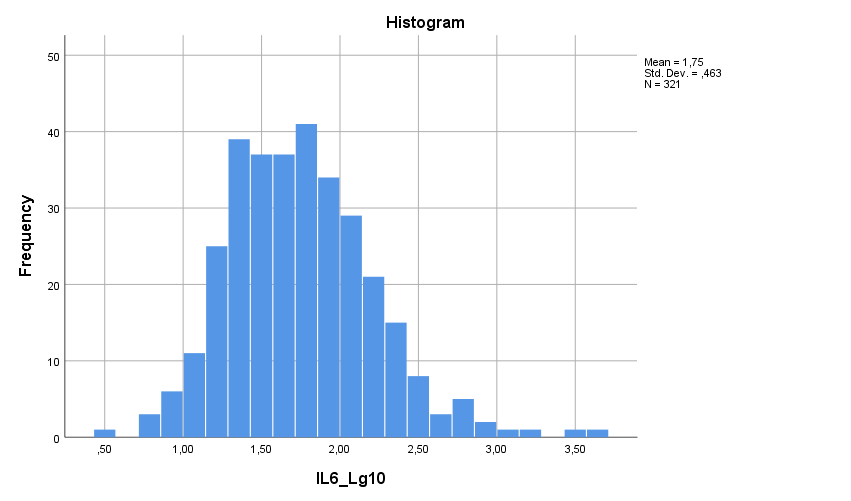 Histogram
Mean = 1,75
Std. Dev. = ,463
N = 321
Frequency
50
40
30
20
10
0
,50 1,00 1,50 2,00 2,50 3,00 3,50
IL6_Lg10